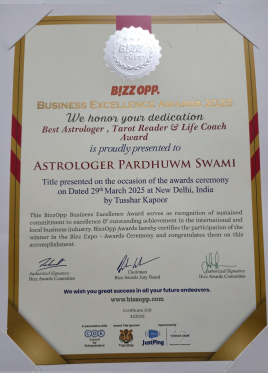 BIZZ
BIZZ OPP.
BUSINESS EXCELLENCE AWARD 2025
We honor your dedication
Best Astrologer , Tarot Reader & Life Coach
Award
is proudly presented to
ASTROLOGER PARDHUWM SWAMI
Title presented on the occasion of the awards ceremony
on Dated 29th March 2025 at New Delhi, India
by Tusshar Kapoor
This BizzOpp Business Excellence Award serves as recognition of sustained
commitment to excellence & outstanding achievement in the international and
local business industry. BizzOpp Awards hereby certifies the participation of the
winner in the Bizz Expo - Awards Ceremony and congratulates them on this
accomplishment.
Authorized Signatory
Bizz Awards Committee
Chairman
Bizz Awards Jury Board
Authorized Signatory
Bizz Awards Committee
We wish you great success in all your future endeavors.
www.bizzopp.com
Certificate UID
JustPing